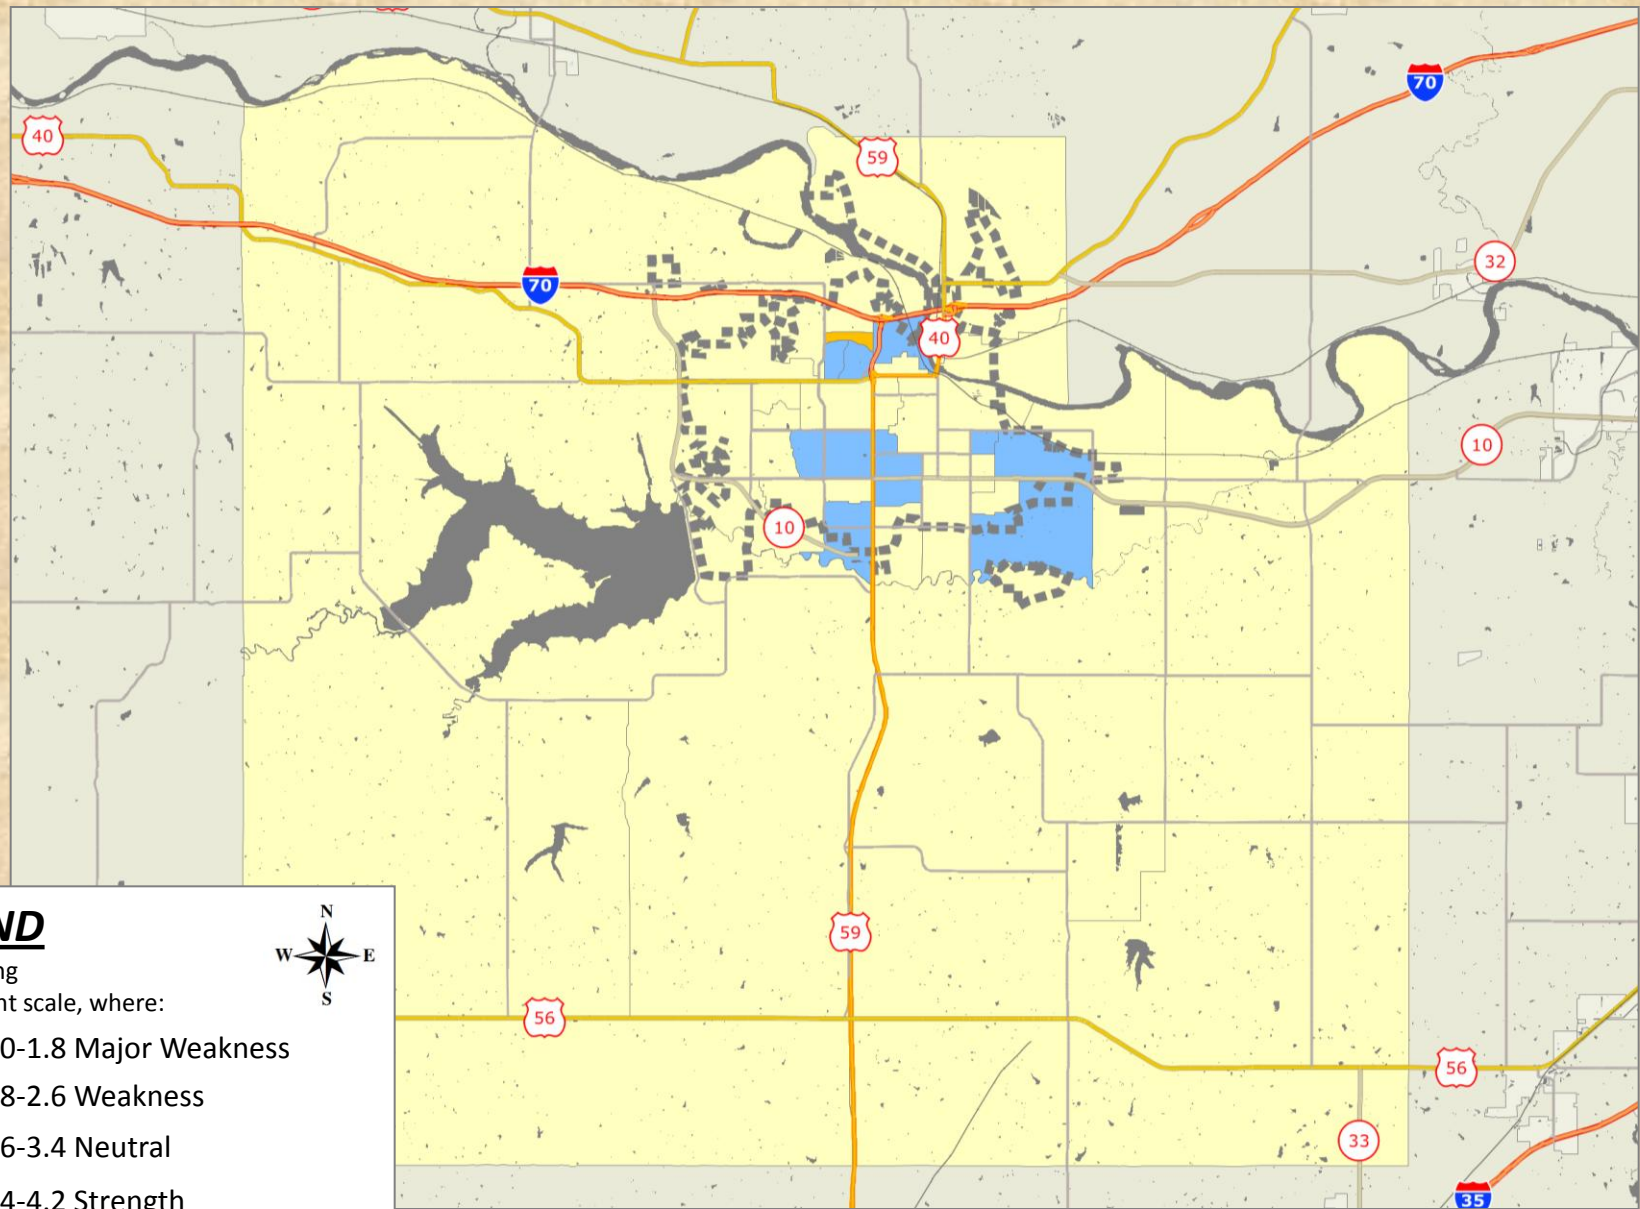 70
40
59
32
70
40
10
10
ND
N
W E
S
ng
nt scale, where:
0-1.8 Major Weakness
8-2.6 Weakness
6-3.4 Neutral
4-4.2 Strength
59
56
56
33
35